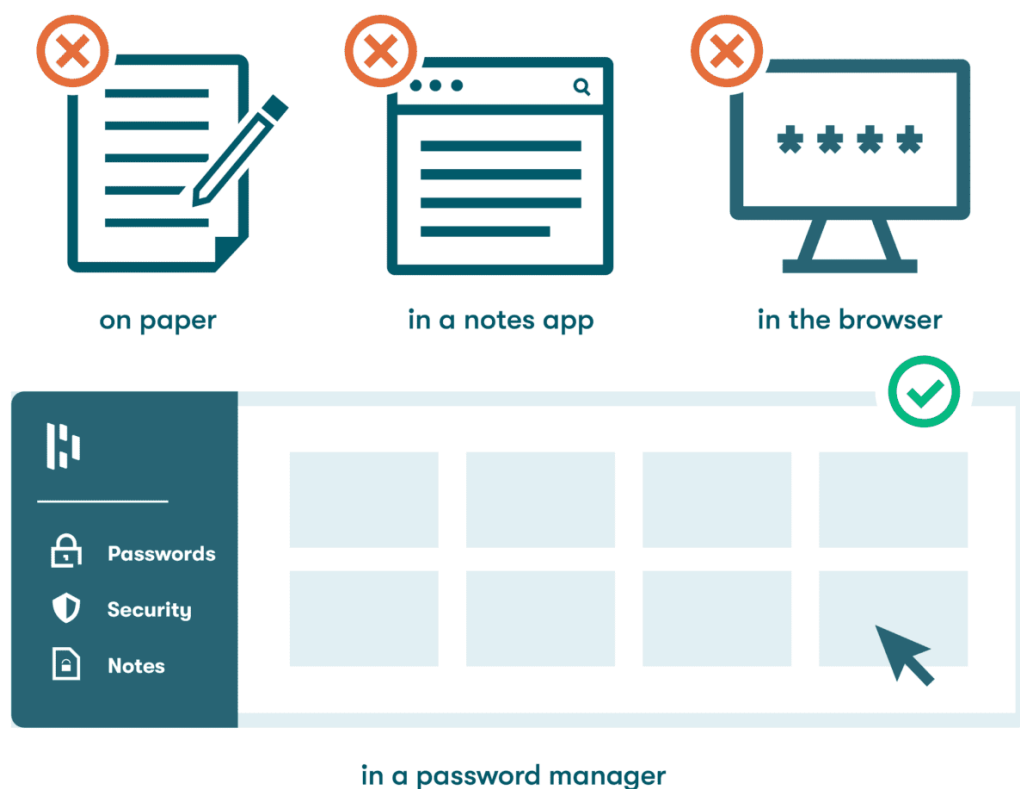 on paper
in a notes app
* * * *
in the browser
Passwords
Security
Notes
in a password manager